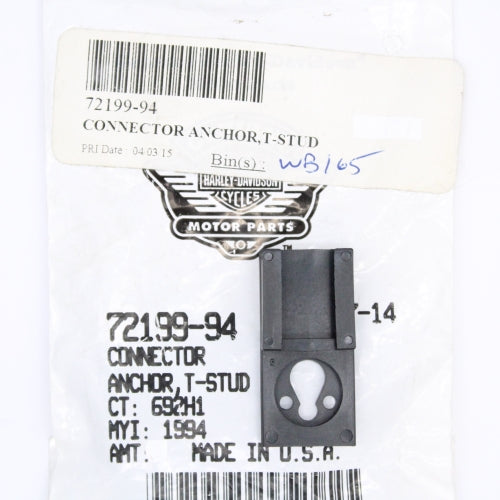 72199-94
CONNECTOR ANCHOR,T-STUD
PRI Date : 04/03/15
Bin(s) : WB165
HARLEY-DAVIDSON
CYCLES
MOTOR PARTS
™
72199-94
-14
CONNECTOR
ANCHOR,T-STUD
CT: 692H1
MYI: 1994
AMT: MADE IN U.S.A.